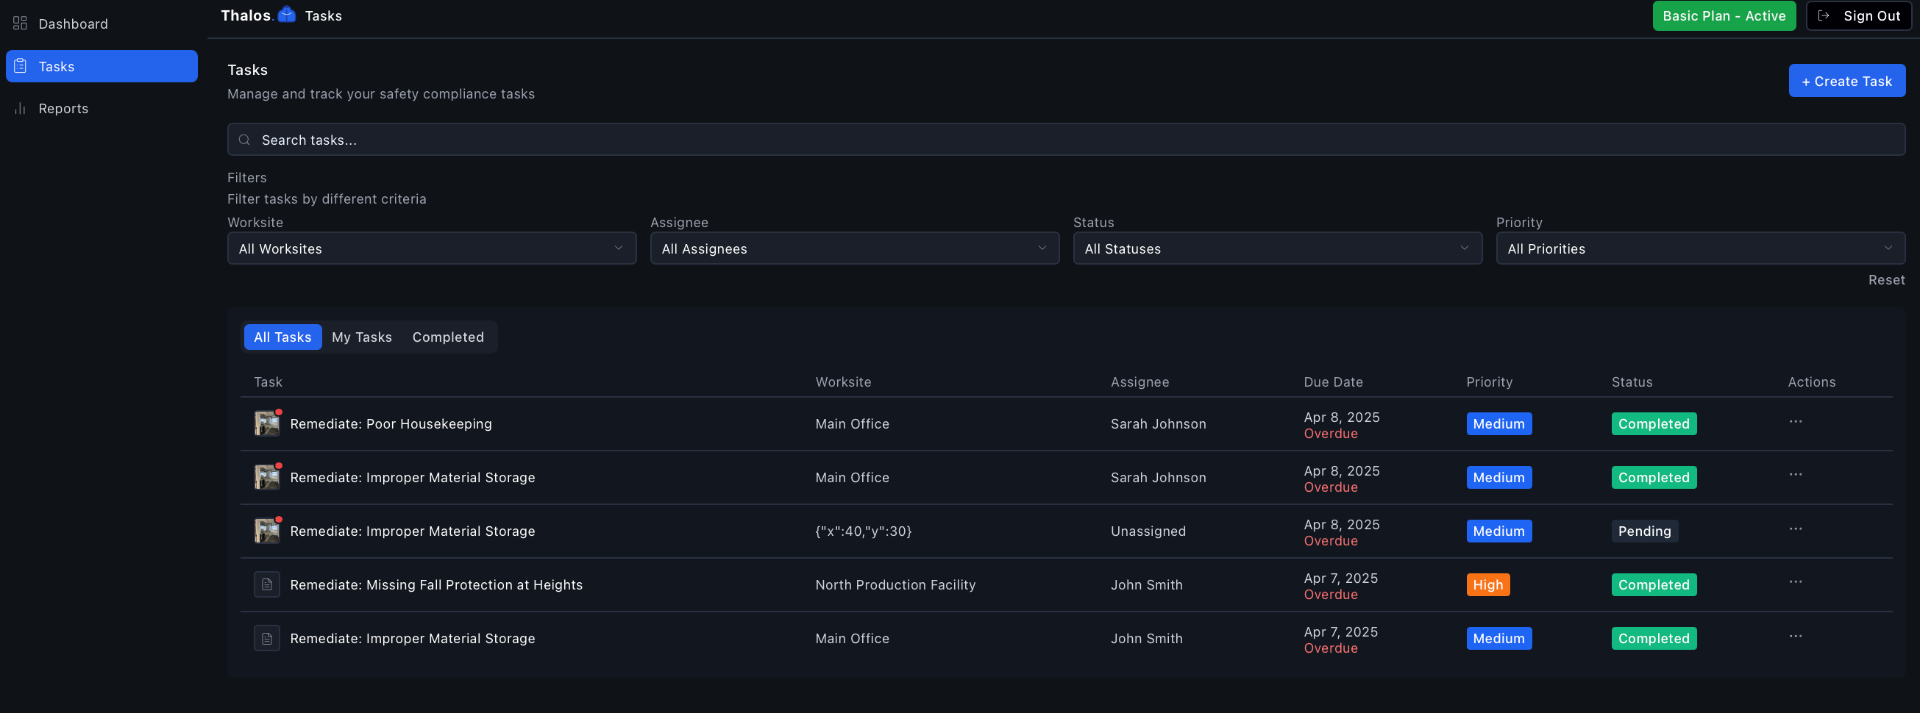 Dashboard
Tasks
Reports
Thalos. Tasks
Basic Plan - Active
Sign Out
Tasks
Manage and track your safety compliance tasks
+ Create Task
Search tasks...
Filters
Filter tasks by different criteria
Worksite Assignee Status Priority
All Worksites All Assignees All Statuses All Priorities
Reset
All Tasks My Tasks Completed
Task Worksite Assignee Due Date Priority Status Actions
Remediate: Poor Housekeeping Main Office Sarah Johnson Apr 8, 2025 Medium Completed ...
Overdue
Remediate: Improper Material Storage Main Office Sarah Johnson Apr 8, 2025 Medium Completed ...
Overdue
Remediate: Improper Material Storage {"x":40,"y":30} Unassigned Apr 8, 2025 Medium Pending ...
Overdue
Remediate: Missing Fall Protection at Heights North Production Facility John Smith Apr 7, 2025 High Completed ...
Overdue
Remediate: Improper Material Storage Main Office John Smith Apr 7, 2025 Medium Completed ...
Overdue